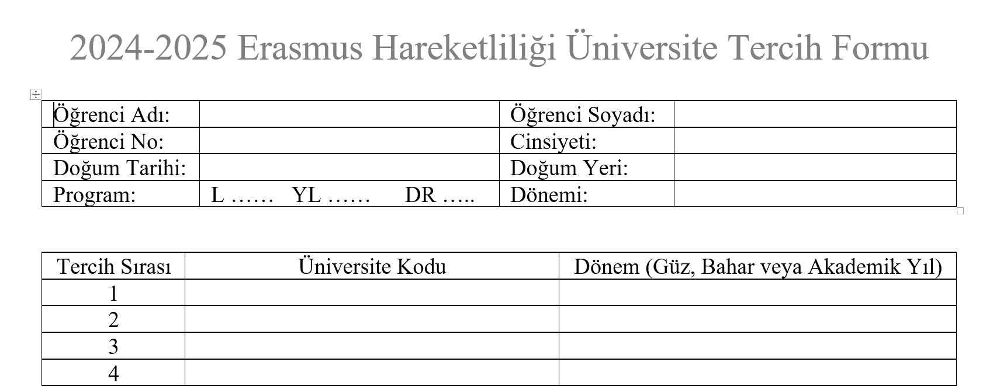 2024-2025 Erasmus Hareketliliği Üniversite Tercih Formu
Öğrenci Adı: Öğrenci Soyadı:
Öğrenci No: Cinsiyeti:
Doğum Tarihi: Doğum Yeri:
Program: L …… YL …… DR ….. Dönemi:
Tercih Sırası Üniversite Kodu Dönem (Güz, Bahar veya Akademik Yıl)
1
2
3
4